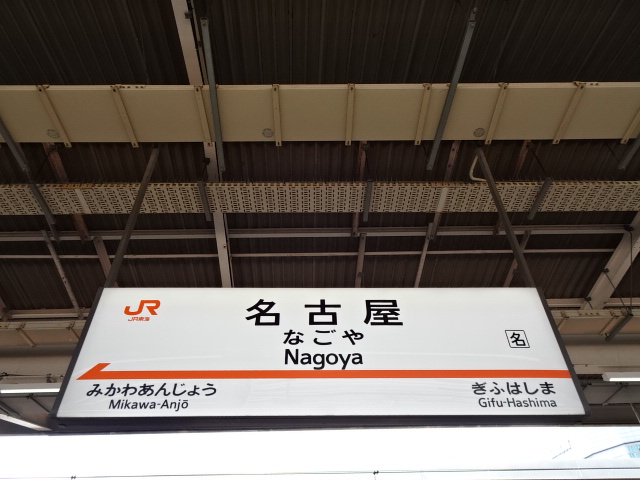 JR
JR東海
名古屋
なごや
Nagoya
名
みかわあんじょう
Mikawa-Anjō
ぎふはしま
Gifu-Hashima